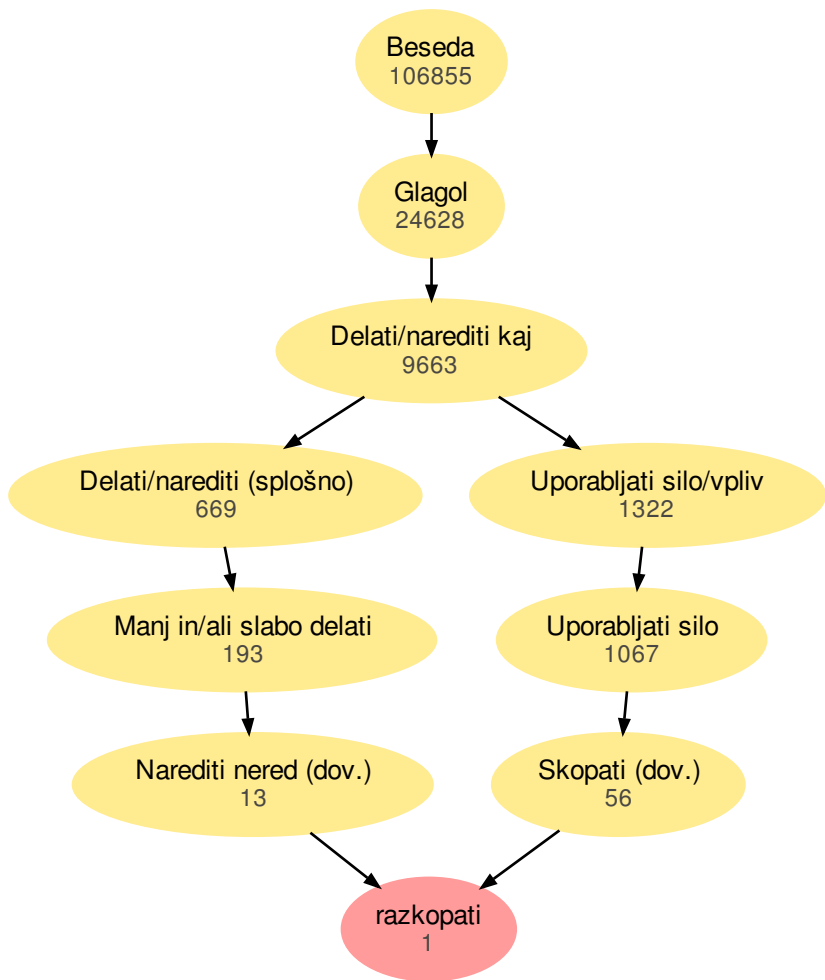 Beseda
106855
Glagol
24628
Delati/narediti kaj
9663
Delati/narediti (splošno)
669
Uporabljati silo/vpliv
1322
Manj in/ali slabo delati
193
Uporabljati silo
1067
Narediti nered (dov.)
13
Skopati (dov.)
56
razkopati
1